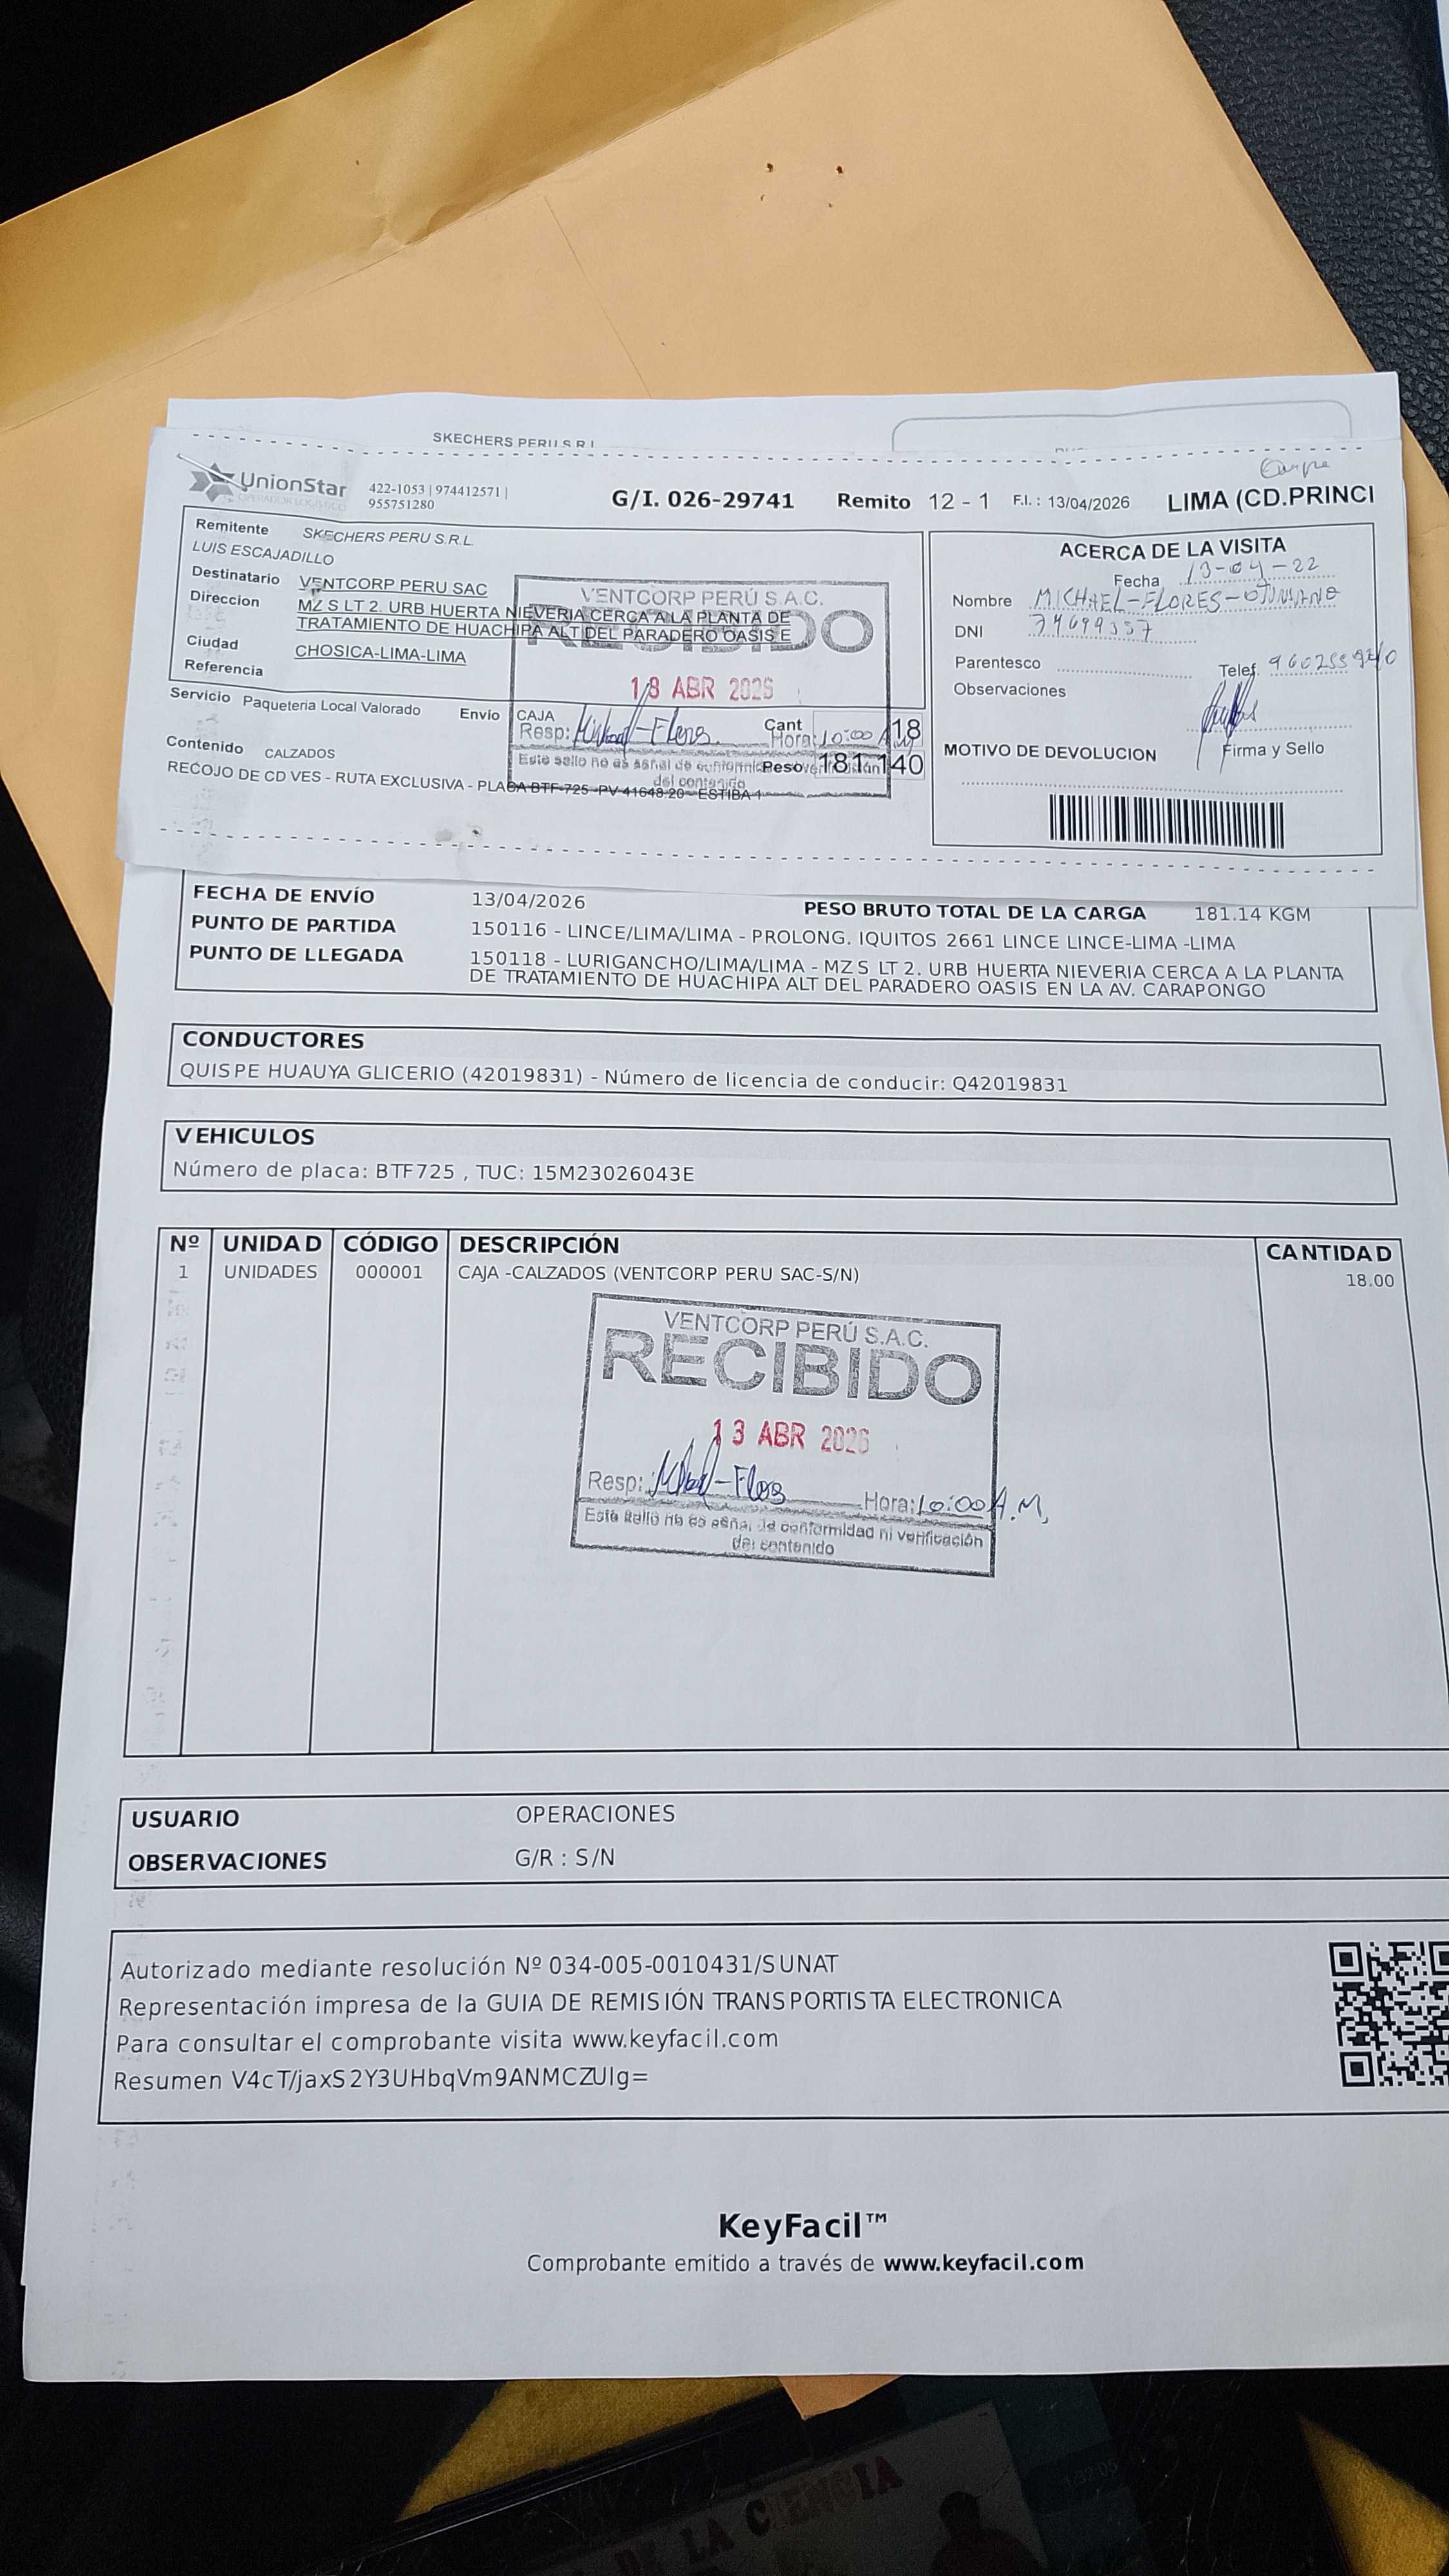 SKECHERS PERU S.R.L
UnionStar
OPERADOR LOGISTICO
422-1053 | 974412571 |
955751280
G/I. 026-29741
Remito 12 - 1
F.I. : 13/04/2026
LIMA (CD.PRINCI
Remitente SKECHERS PERU S.R.L.
LUIS ESCAJADILLO
Destinatario VENTCORP PERU SAC
Direccion MZ S LT 2. URB HUERTA NIEVERIA CERCA A LA PLANTA DE
TRATAMIENTO DE HUACHIPA ALT DEL PARADERO OASIS E
Ciudad CHOSICA-LIMA-LIMA
Referencia
Servicio Paqueteria Local Valorado
Envio CAJA
Cant 18
Contenido CALZADOS
Peso 181.140
RECOJO DE CD VES - RUTA EXCLUSIVA - PLACA BTF-725 -PV 41648.20 - ESTIBA 1
VENTCORP PERÚ S.A.C.
RECIBIDO
13 ABR 2026
Resp: Michael-Flores
Hora: 10:00
Este sello no es señal de conformidad
del contenido
ACERCA DE LA VISITA
Fecha 13-04-22
Nombre MICHAEL-FLORES
DNI 74699357
Parentesco
Telef.
Observaciones
Firma y Sello
MOTIVO DE DEVOLUCION
FECHA DE ENVÍO 13/04/2026 PESO BRUTO TOTAL DE LA CARGA 181.14 KGM
PUNTO DE PARTIDA 150116 - LINCE/LIMA/LIMA - PROLONG. IQUITOS 2661 LINCE LINCE-LIMA -LIMA
PUNTO DE LLEGADA 150118 - LURIGANCHO/LIMA/LIMA - MZ S LT 2. URB HUERTA NIEVERIA CERCA A LA PLANTA
DE TRATAMIENTO DE HUACHIPA ALT DEL PARADERO OASIS EN LA AV. CARAPONGO
CONDUCTORES
QUISPE HUAUYA GLICERIO (42019831) - Número de licencia de conducir: Q42019831
VEHICULOS
Número de placa: BTF725 , TUC: 15M23026043E
Nº UNIDAD CÓDIGO DESCRIPCIÓN CANTIDAD
1 UNIDADES 000001 CAJA -CALZADOS (VENTCORP PERU SAC-S/N) 18.00
VENTCORP PERÚ S.A.C.
RECIBIDO
13 ABR 2026
Resp: Michael-Flores Hora: 10:00 A.M.
Este sello no es señal de conformidad ni verificación
del contenido
USUARIO OPERACIONES
OBSERVACIONES G/R : S/N
Autorizado mediante resolución Nº 034-005-0010431/SUNAT
Representación impresa de la GUIA DE REMISIÓN TRANSPORTISTA ELECTRONICA
Para consultar el comprobante visita www.keyfacil.com
Resumen V4cT/jaxS2Y3UHbqVm9ANMCZUlg=
KeyFacil™
Comprobante emitido a través de www.keyfacil.com
DE LA CIENCIA